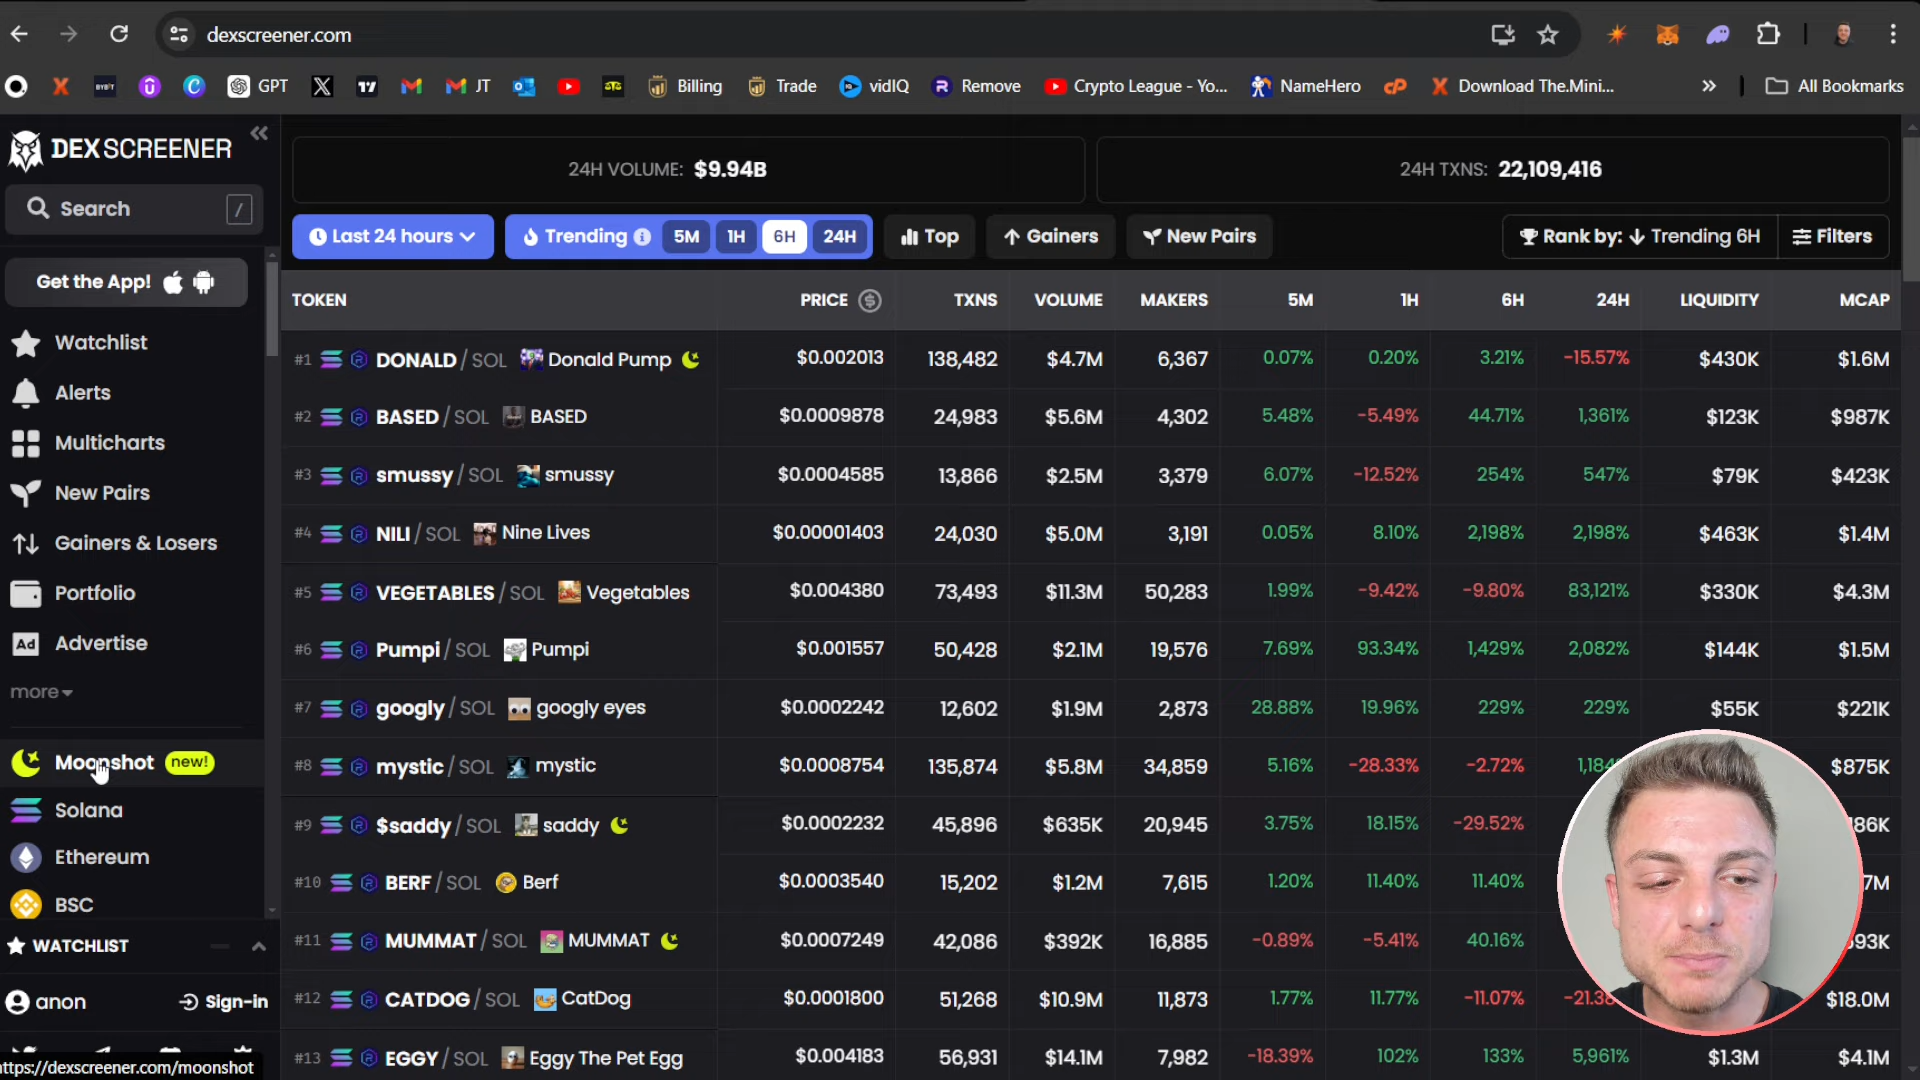 dexscreener.com
BYBIT
GPT
JT
Billing
Trade
vidIQ
Remove
Crypto League - Yo...
NameHero
cP
Download The.Mini...
»
All Bookmarks
DEX SCREENER
24H VOLUME: $9.94B
24H TXNS: 22,109,416
Search /
Last 24 hours
Trending 5M 1H 6H 24H
Top
Gainers
New Pairs
Rank by: ↓ Trending 6H
Filters
Get the App!
Watchlist
Alerts
Multicharts
New Pairs
Gainers & Losers
Portfolio
Ad Advertise
more
Moonshot new!
Solana
Ethereum
BSC
WATCHLIST
anon Sign-in
https://dexscreener.com/moonshot
TOKEN PRICE TXNS VOLUME MAKERS 5M 1H 6H 24H LIQUIDITY MCAP
#1 DONALD / SOL Donald Pump $0.002013 138,482 $4.7M 6,367 0.07% 0.20% 3.21% -15.57% $430K $1.6M
#2 BASED / SOL BASED $0.0009878 24,983 $5.6M 4,302 5.48% -5.49% 44.71% 1,361% $123K $987K
#3 smussy / SOL smussy $0.0004585 13,866 $2.5M 3,379 6.07% -12.52% 254% 547% $79K $423K
#4 NILI / SOL Nine Lives $0.00001403 24,030 $5.0M 3,191 0.05% 8.10% 2,198% 2,198% $463K $1.4M
#5 VEGETABLES / SOL Vegetables $0.004380 73,493 $11.3M 50,283 1.99% -9.42% -9.80% 83,121% $330K $4.3M
#6 Pumpi / SOL Pumpi $0.001557 50,428 $2.1M 19,576 7.69% 93.34% 1,429% 2,082% $144K $1.5M
#7 googly / SOL googly eyes $0.0002242 12,602 $1.9M 2,873 28.88% 19.96% 229% 229% $55K $221K
#8 mystic / SOL mystic $0.0008754 135,874 $5.8M 34,859 5.16% -28.33% -2.72% 1,184 $875K
#9 $saddy / SOL saddy $0.0002232 45,896 $635K 20,945 3.75% 18.15% -29.52% 86K
#10 BERF / SOL Berf $0.0003540 15,202 $1.2M 7,615 1.20% 11.40% 11.40% 7M
#11 MUMMAT / SOL MUMMAT $0.0007249 42,086 $392K 16,885 -0.89% -5.41% 40.16% 93K
#12 CATDOG / SOL CatDog $0.0001800 51,268 $10.9M 11,873 1.77% 11.77% -11.07% -21.38 $18.0M
#13 EGGY / SOL Eggy The Pet Egg $0.004183 56,931 $14.1M 7,982 -18.39% 102% 133% 5,961% $1.3M $4.1M